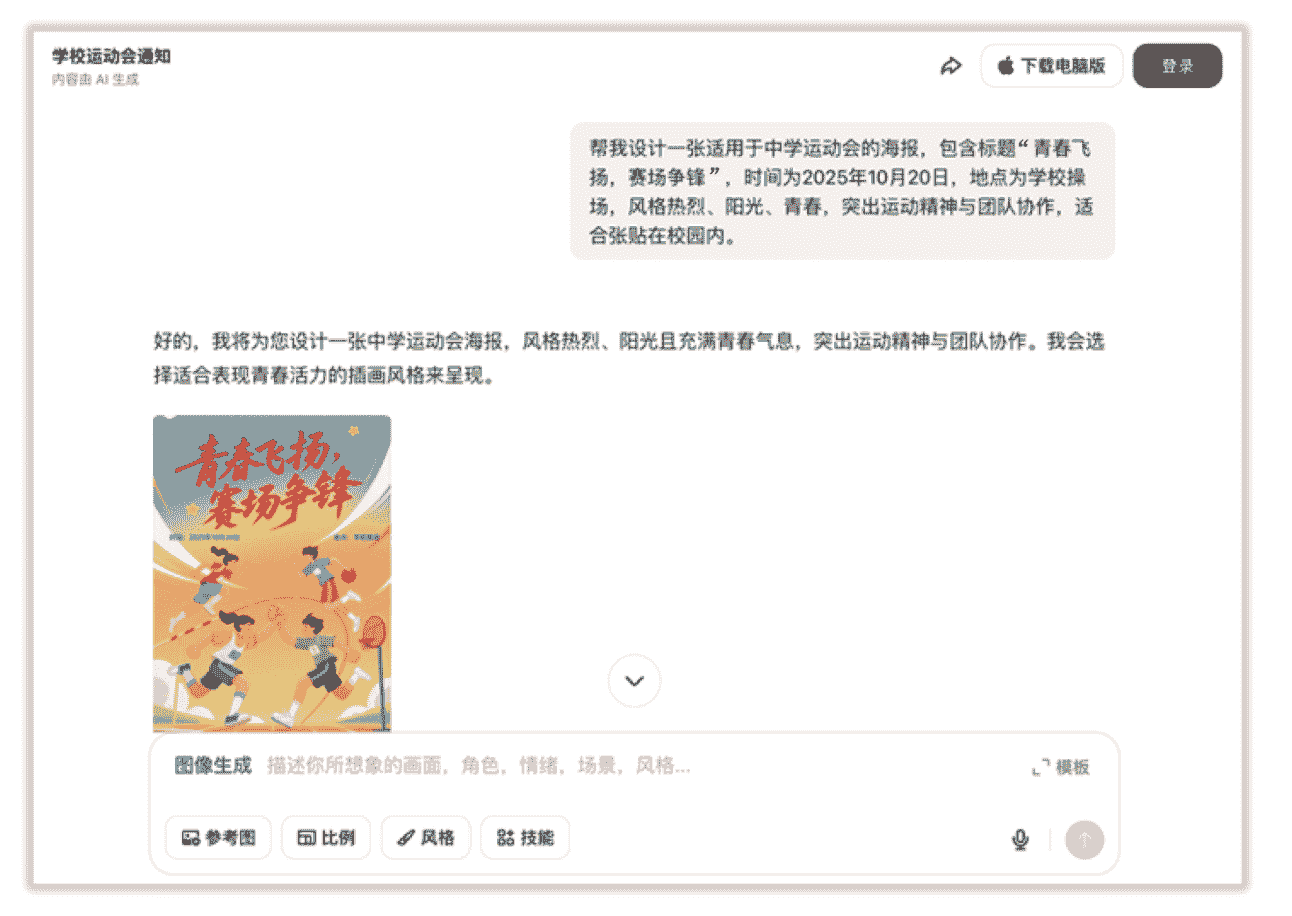 学校运动会通知
内容由 AI 生成
下载电脑版
登录
帮我设计一张适用于中学运动会的海报，包含标题“青春飞
扬，赛场争锋”，时间为2025年10月20日，地点为学校操
场，风格热烈、阳光、青春，突出运动精神与团队协作，适
合张贴在校园内。
好的，我将为您设计一张中学运动会海报，风格热烈、阳光且充满青春气息，突出运动精神与团队协作。我会选
择适合表现青春活力的插画风格来呈现。
青春飞扬，
赛场争锋
图像生成 描述你所想象的画面，角色，情绪，场景，风格...
模板
参考图
比例
风格
技能